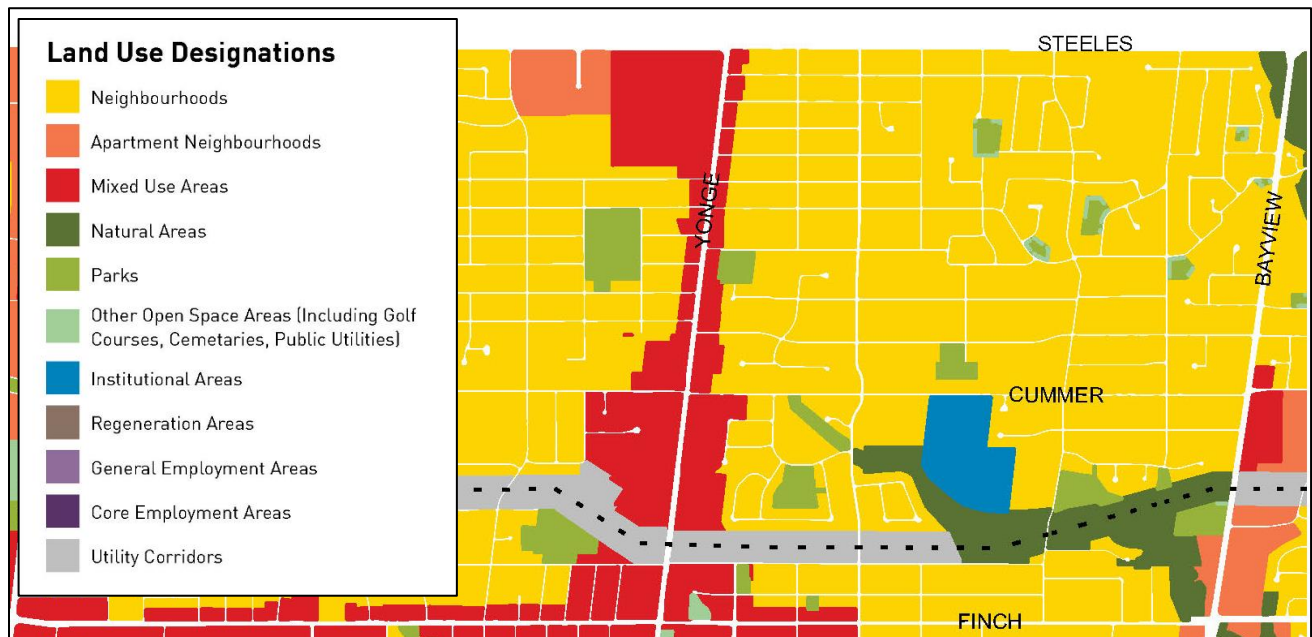 Land Use Designations
Neighbourhoods
Apartment Neighbourhoods
Mixed Use Areas
Natural Areas
Parks
Other Open Space Areas (Including Golf
Courses, Cemetaries, Public Utilities)
Institutional Areas
Regeneration Areas
General Employment Areas
Core Employment Areas
Utility Corridors
STEELES
YONGE
BAYVIEW
CUMMER
FINCH